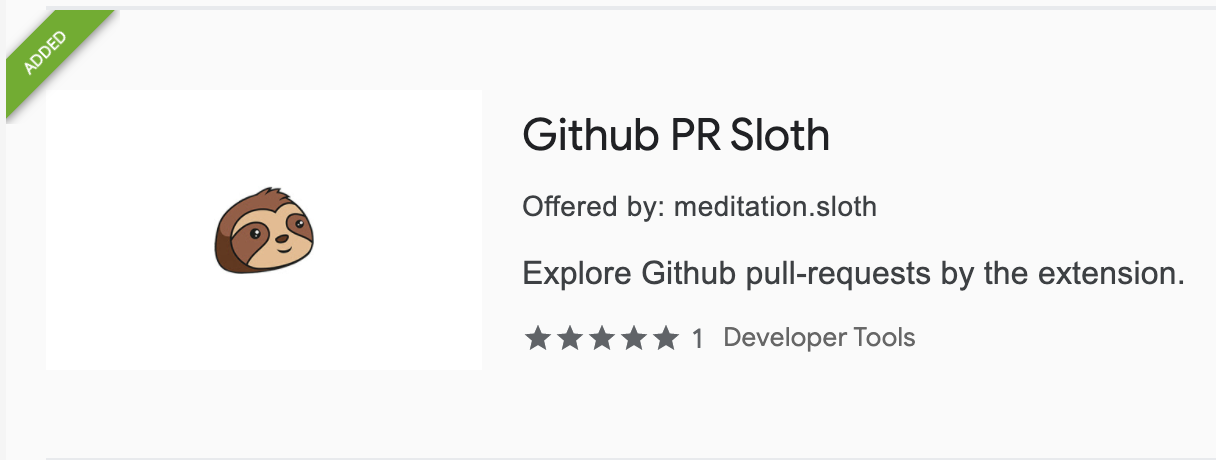 ADDED
Github PR Sloth
Offered by: meditation.sloth
Explore Github pull-requests by the extension.
1 Developer Tools